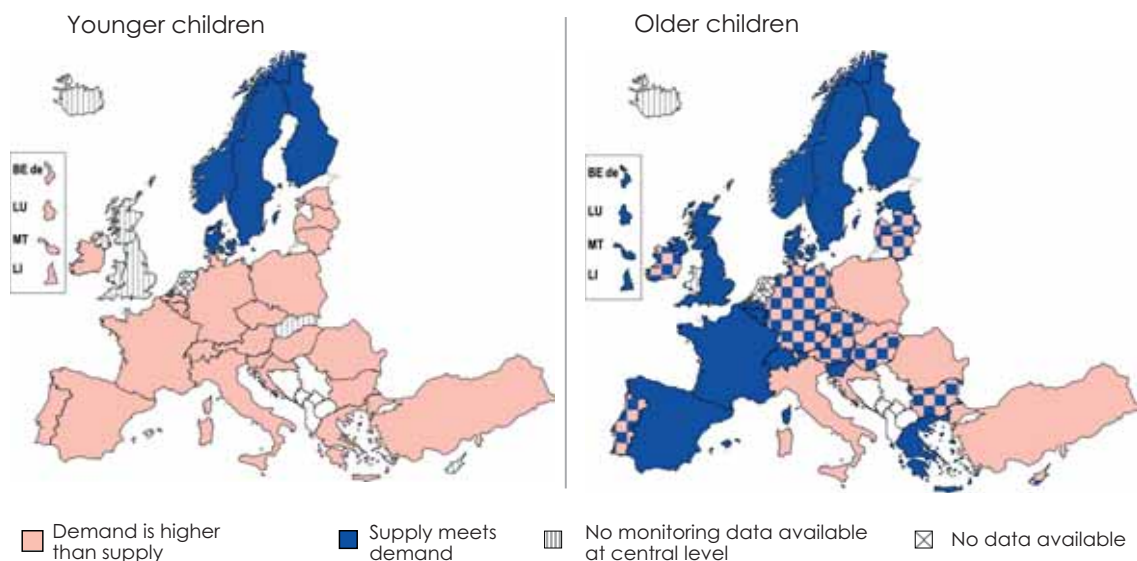 Younger children
Older children
BE de
LU
MT
LI
BE de
LU
MT
LI
Demand is higher
than supply
Supply meets
demand
No monitoring data available
at central level
No data available